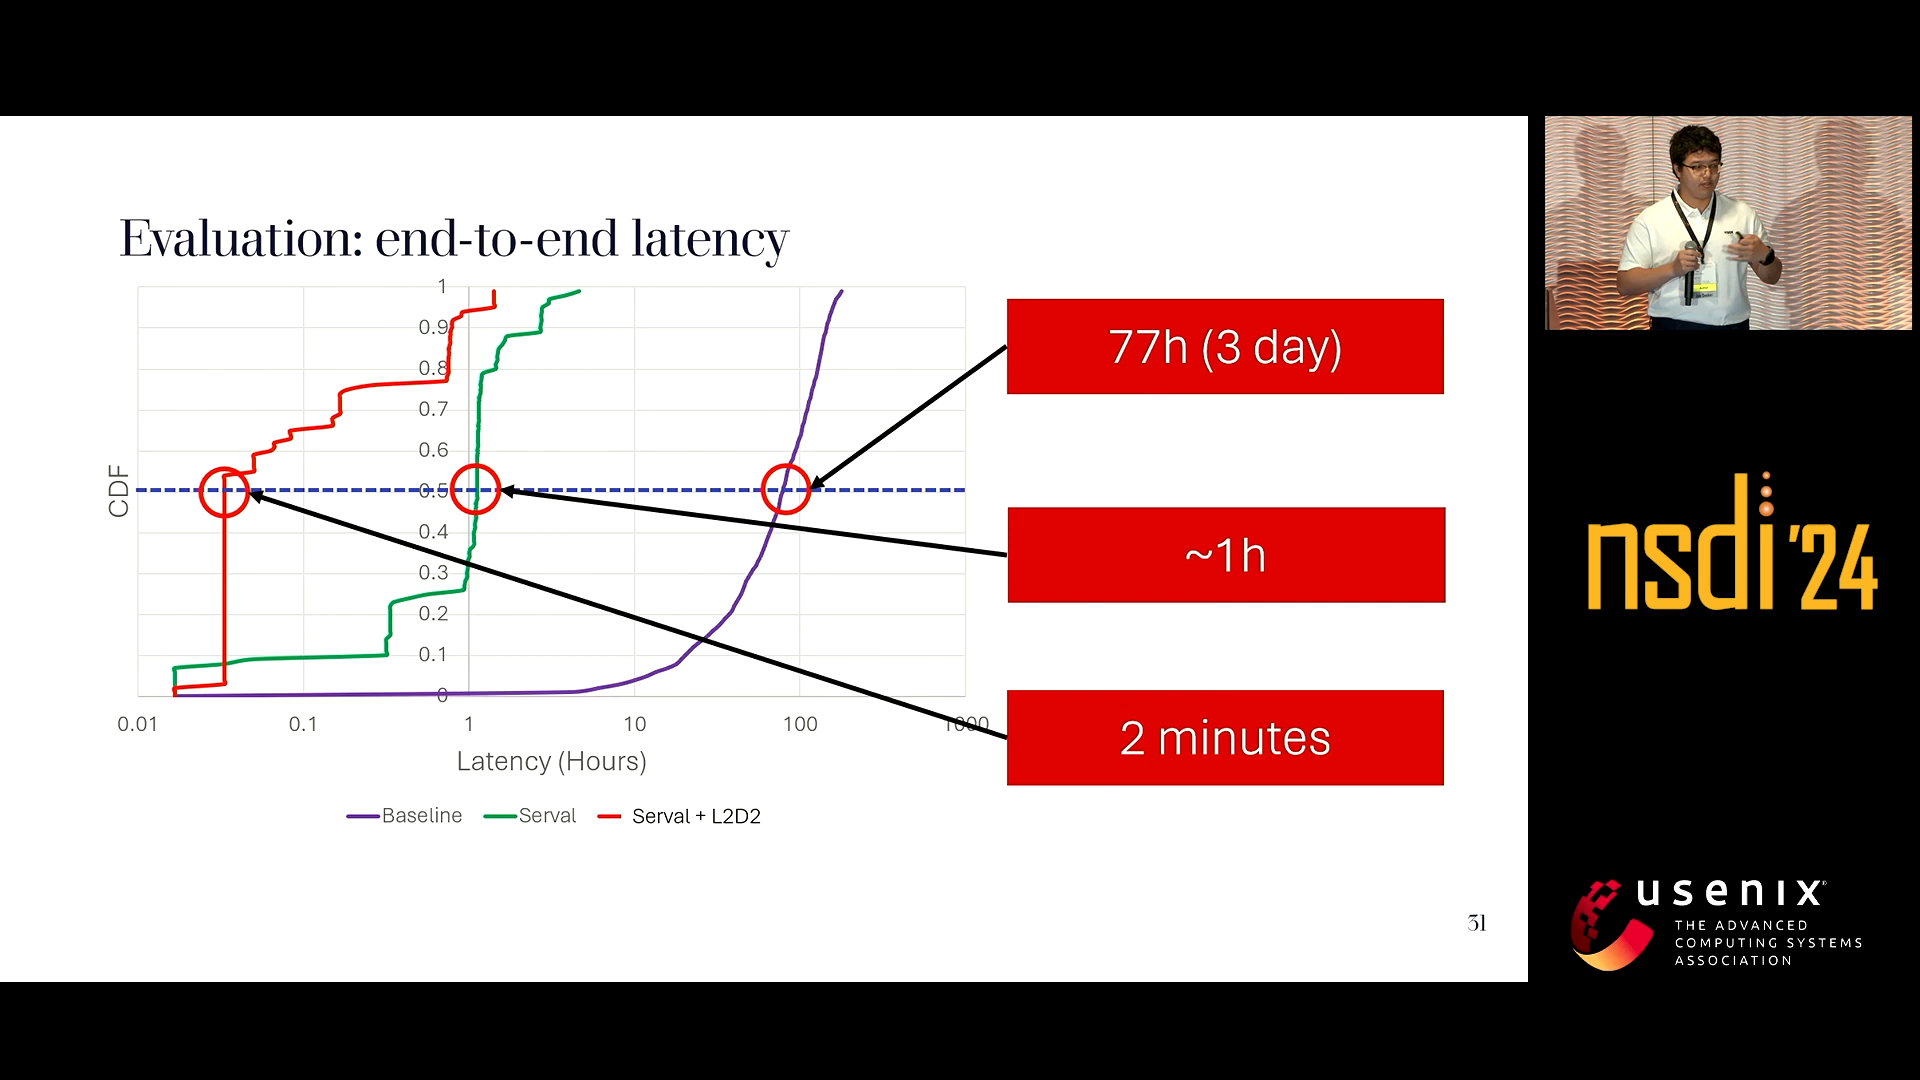 Evaluation: end-to-end latency
1
0.9
0.8
0.7
0.6
0.5
0.4
0.3
0.2
0.1
0
CDF
0.01 0.1 1 10 100 1000
Latency (Hours)
Baseline Serval Serval + L2D2
77h (3 day)
~1h
2 minutes
31
nsdi '24
usenix
THE ADVANCED
COMPUTING SYSTEMS
ASSOCIATION